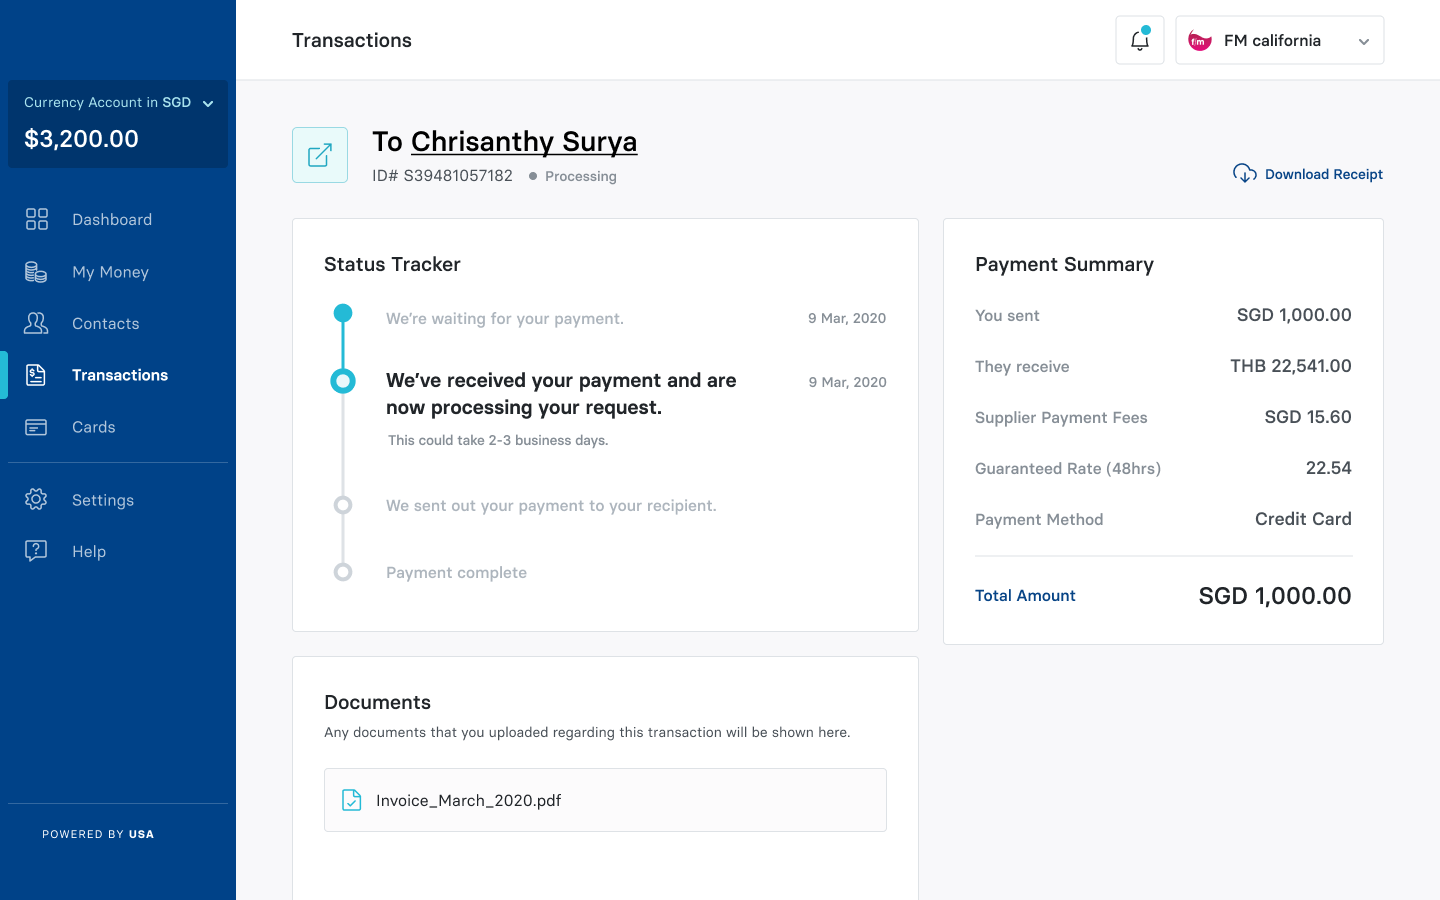 Currency Account in SGD
$3,200.00
Dashboard
My Money
Contacts
Transactions
Cards
Settings
Help
POWERED BY USA
Transactions
fm
FM california
To Chrisanthy Surya
ID# S39481057182
Processing
Download Receipt
Status Tracker
We’re waiting for your payment.
9 Mar, 2020
We’ve received your payment and are
9 Mar, 2020
now processing your request.
This could take 2-3 business days.
We sent out your payment to your recipient.
Payment complete
Payment Summary
You sent
SGD 1,000.00
They receive
THB 22,541.00
Supplier Payment Fees
SGD 15.60
Guaranteed Rate (48hrs)
22.54
Payment Method
Credit Card
Total Amount
SGD 1,000.00
Documents
Any documents that you uploaded regarding this transaction will be shown here.
Invoice_March_2020.pdf